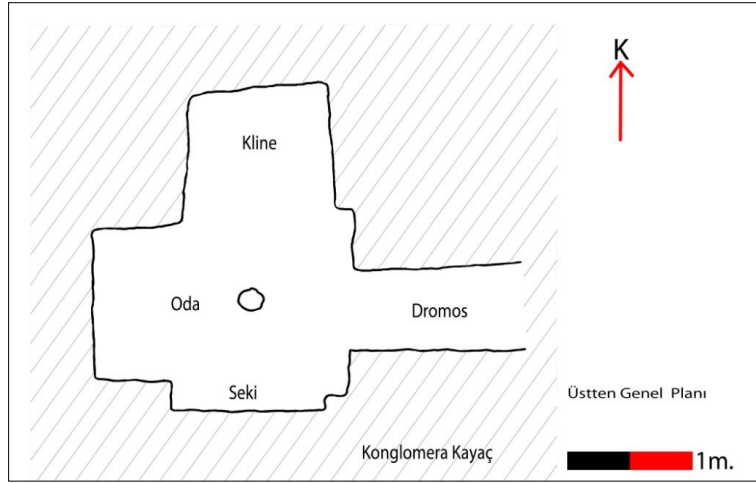 K
Kline
Oda
Dromos
Seki
Üstten Genel Planı
Konglomera Kayaç
1m.